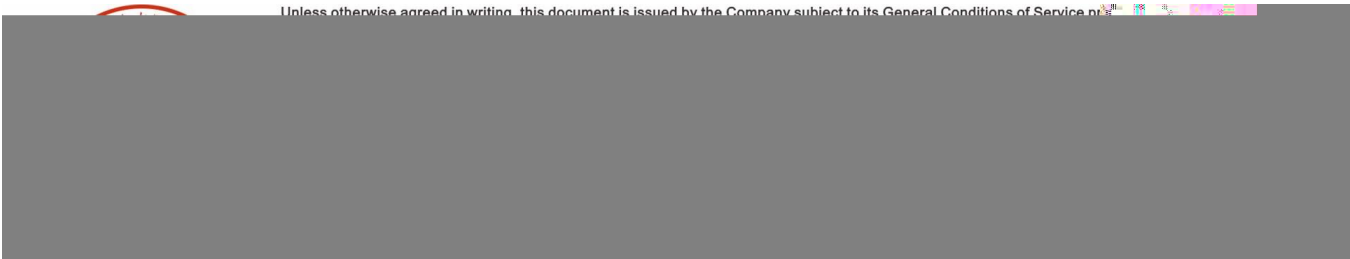 Unless otherwise agreed in writing, this document is issued by the Company subject to its General Conditions of Service